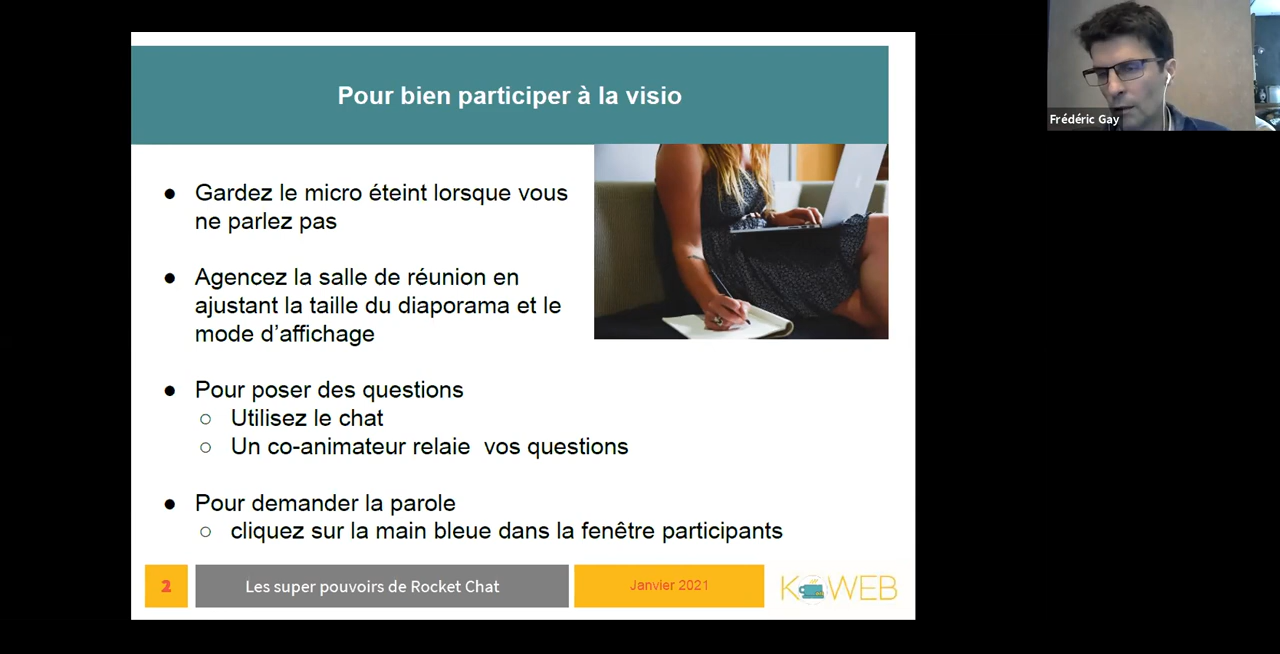 Pour bien participer à la visio
● Gardez le micro éteint lorsque vous
ne parlez pas
● Agencez la salle de réunion en
ajustant la taille du diaporama et le
mode d'affichage
● Pour poser des questions
○ Utilisez le chat
○ Un co-animateur relaie  vos questions
● Pour demander la parole
○ cliquez sur la main bleue dans la fenêtre participants
2
Les super pouvoirs de Rocket Chat
Janvier 2021
KOWEB
Frédéric Gay